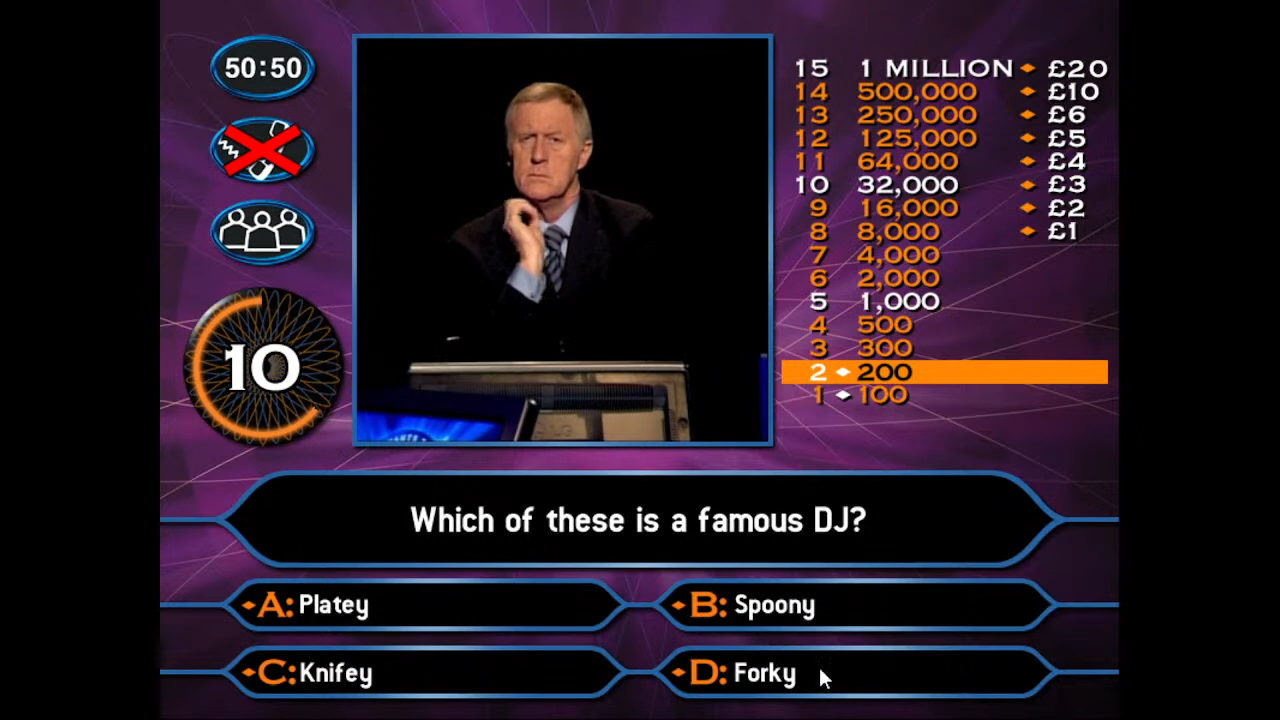 50:50
10
15 1 MILLION £20
14 500,000 £10
13 250,000 £6
12 125,000 £5
11 64,000 £4
10 32,000 £3
9 16,000 £2
8 8,000 £1
7 4,000
6 2,000
5 1,000
4 500
3 300
2 200
1 100
Which of these is a famous DJ?
A: Platey
B: Spoony
C: Knifey
D: Forky